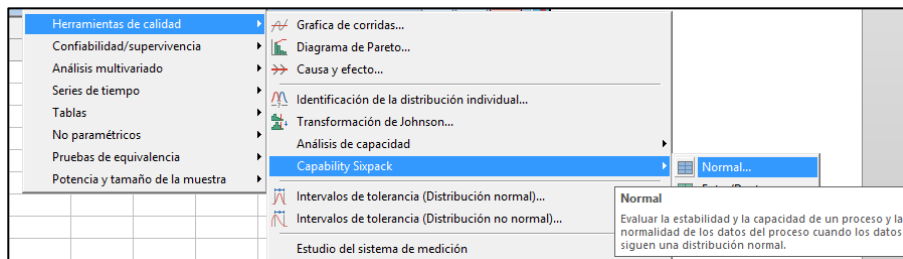 Herramientas de calidad
Confiabilidad/supervivencia
Análisis multivariado
Series de tiempo
Tablas
No paramétricos
Pruebas de equivalencia
Potencia y tamaño de la muestra
Grafica de corridas...
Diagrama de Pareto...
Causa y efecto...
Identificación de la distribución individual...
Transformación de Johnson...
Análisis de capacidad
Capability Sixpack
Intervalos de tolerancia (Distribución normal)...
Intervalos de tolerancia (Distribución no normal)...
Estudio del sistema de medición
Normal...
Normal
Evaluar la estabilidad y la capacidad de un proceso y la
normalidad de los datos del proceso cuando los datos
siguen una distribución normal.